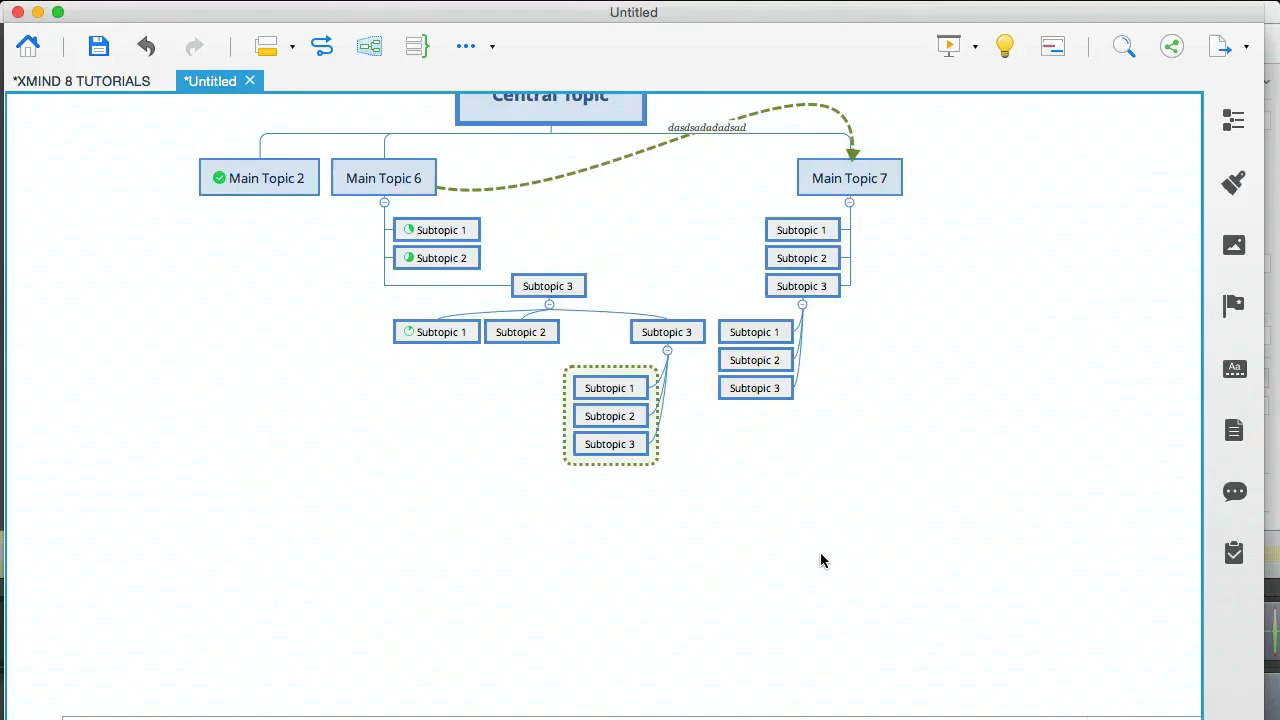 Untitled
*XMIND 8 TUTORIALS
*Untitled
Central Topic
dasdsadadadsad
Main Topic 2
Main Topic 6
Main Topic 7
Subtopic 1
Subtopic 1
Subtopic 2
Subtopic 2
Subtopic 3
Subtopic 3
Subtopic 1
Subtopic 2
Subtopic 3
Subtopic 1
Subtopic 2
Subtopic 1
Subtopic 3
Subtopic 2
Subtopic 3
Aa